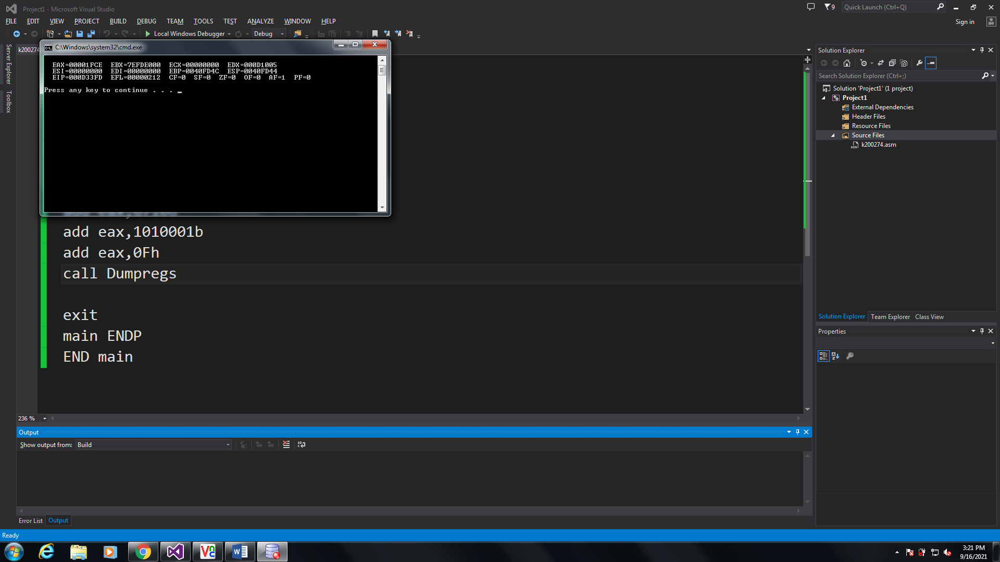 Project1 - Microsoft Visual Studio
9
Quick Launch (Ctrl+Q)
FILE EDIT VIEW PROJECT BUILD DEBUG TEAM TOOLS TEST ANALYZE WINDOW HELP
Sign in
Local Windows Debugger
Debug
Server Explorer
Toolbox
k200274
C:\Windows\system32\cmd.exe
EAX=00001FCE EBX=7EFDE000 ECX=00000000 EDX=000D1005
ESI=00000000 EDI=00000000 EBP=0040FD4C ESP=0040FD44
EIP=000D33FD EFL=00000212 CF=0 SF=0 ZF=0 OF=0 AF=1 PF=0
Press any key to continue . . . _
add eax,1010001b
add eax,0Fh
call Dumpregs
exit
main ENDP
END main
236 %
Solution Explorer
Search Solution Explorer (Ctrl+;)
Solution 'Project1' (1 project)
Project1
External Dependencies
Header Files
Resource Files
Source Files
k200274.asm
Solution Explorer Team Explorer Class View
Properties
Output
Show output from: Build
Error List Output
Ready
3:21 PM
9/16/2021